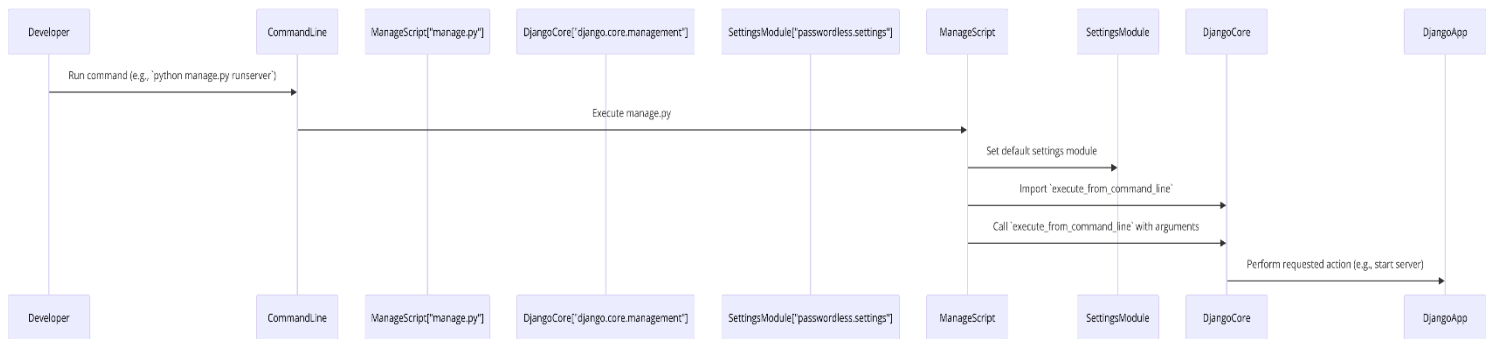 Developer
CommandLine
ManageScript["manage.py"]
DjangoCore["django.core.management"]
SettingsModule["passwordless.settings"]
ManageScript
SettingsModule
DjangoCore
DjangoApp
Run command (e.g., `python manage.py runserver`)
Execute manage.py
Set default settings module
Import `execute_from_command_line`
Call `execute_from_command_line` with arguments
Perform requested action (e.g., start server)
Developer
CommandLine
ManageScript["manage.py"]
DjangoCore["django.core.management"]
SettingsModule["passwordless.settings"]
ManageScript
SettingsModule
DjangoCore
DjangoApp